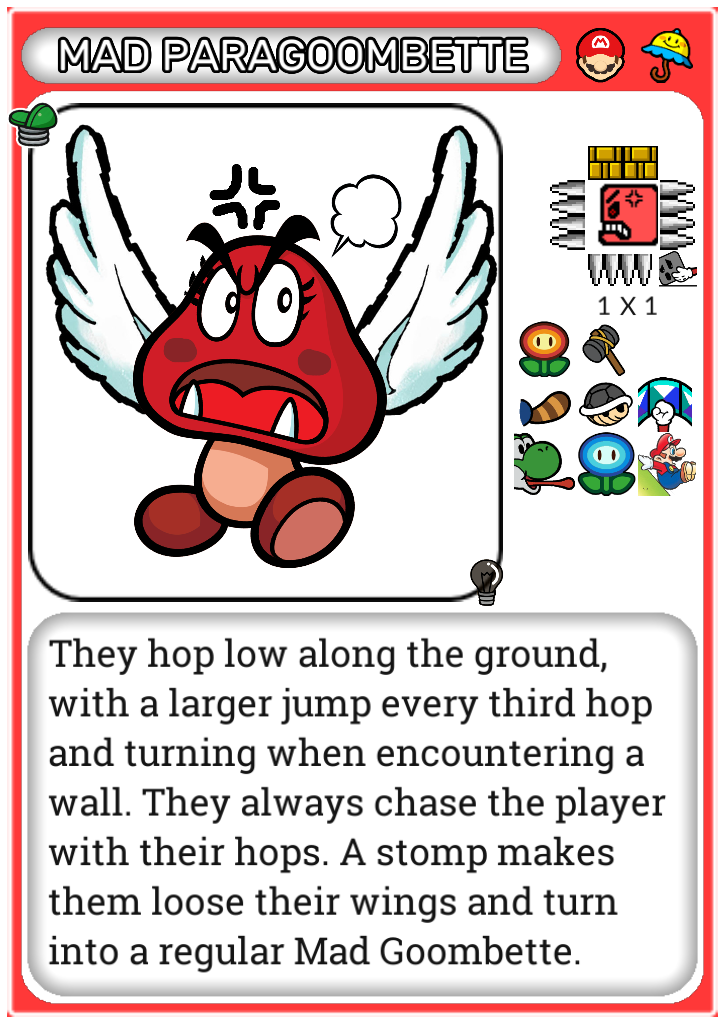 MAD PARAGOOMBETTE
1 X 1
They hop low along the ground,
with a larger jump every third hop
and turning when encountering a
wall. They always chase the player
with their hops. A stomp makes
them loose their wings and turn
into a regular Mad Goombette.